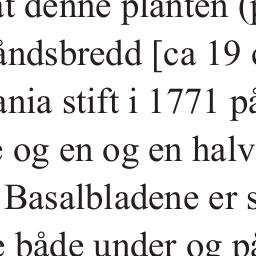 at denne planten (p
åndsbredd [ca 19 c
ania stift i 1771 på
e og en og en halv
Basalbladene er s
e både under og på